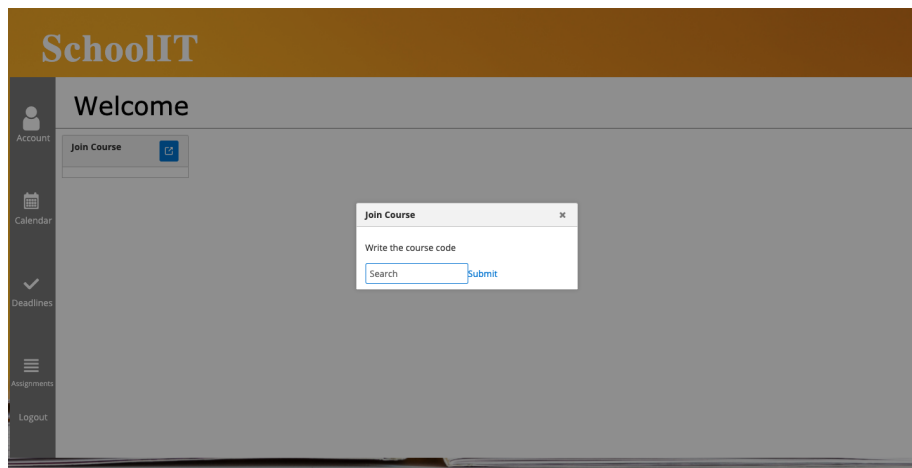 SchoolIT
Welcome
Account
Join Course
Calendar
Join Course
Write the course code
Search Submit
Deadlines
Assignments
Logout